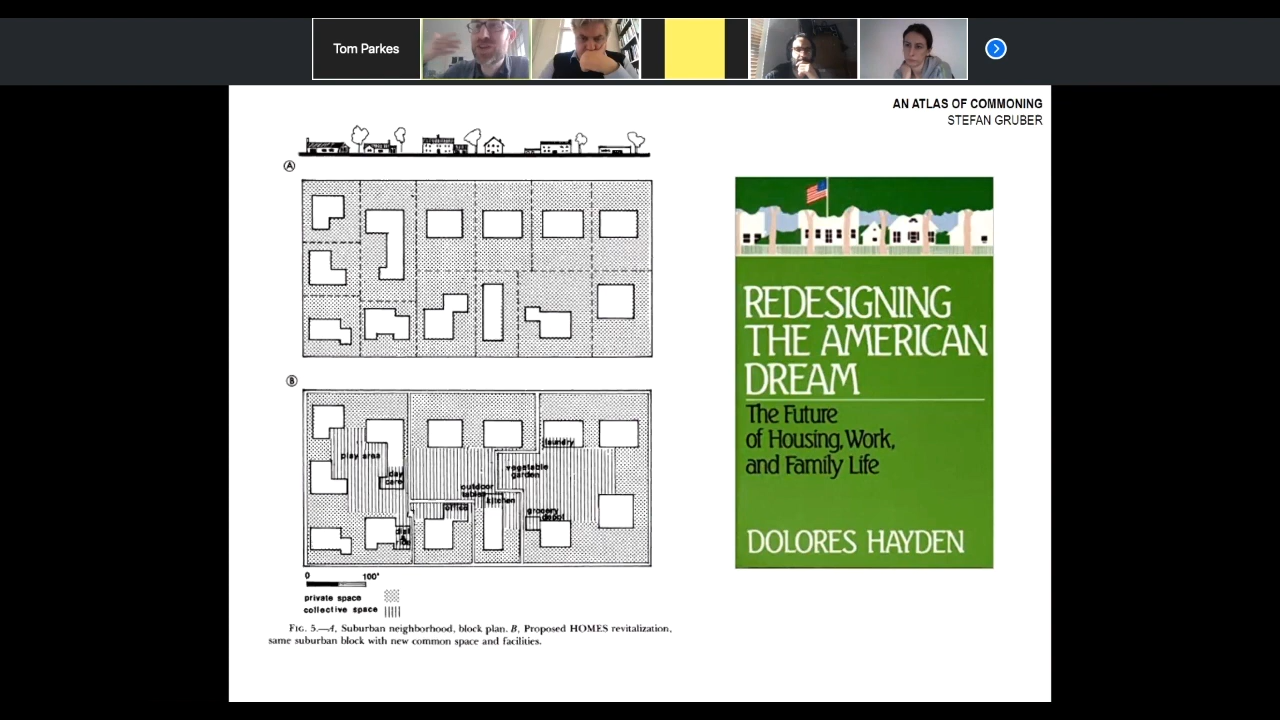 Tom Parkes
AN ATLAS OF COMMONING
STEFAN GRUBER
A
B
play area
day
care
outdoor
tables
kitchen
office
laundry
vegetable
garden
grocery
depot
dial
a
ride
0 100'
private space
collective space
FIG. 5.—A, Suburban neighborhood, block plan. B, Proposed HOMES revitalization,
same suburban block with new common space and facilities.
REDESIGNING
THE AMERICAN
DREAM
The Future
of Housing, Work,
and Family Life
DOLORES HAYDEN